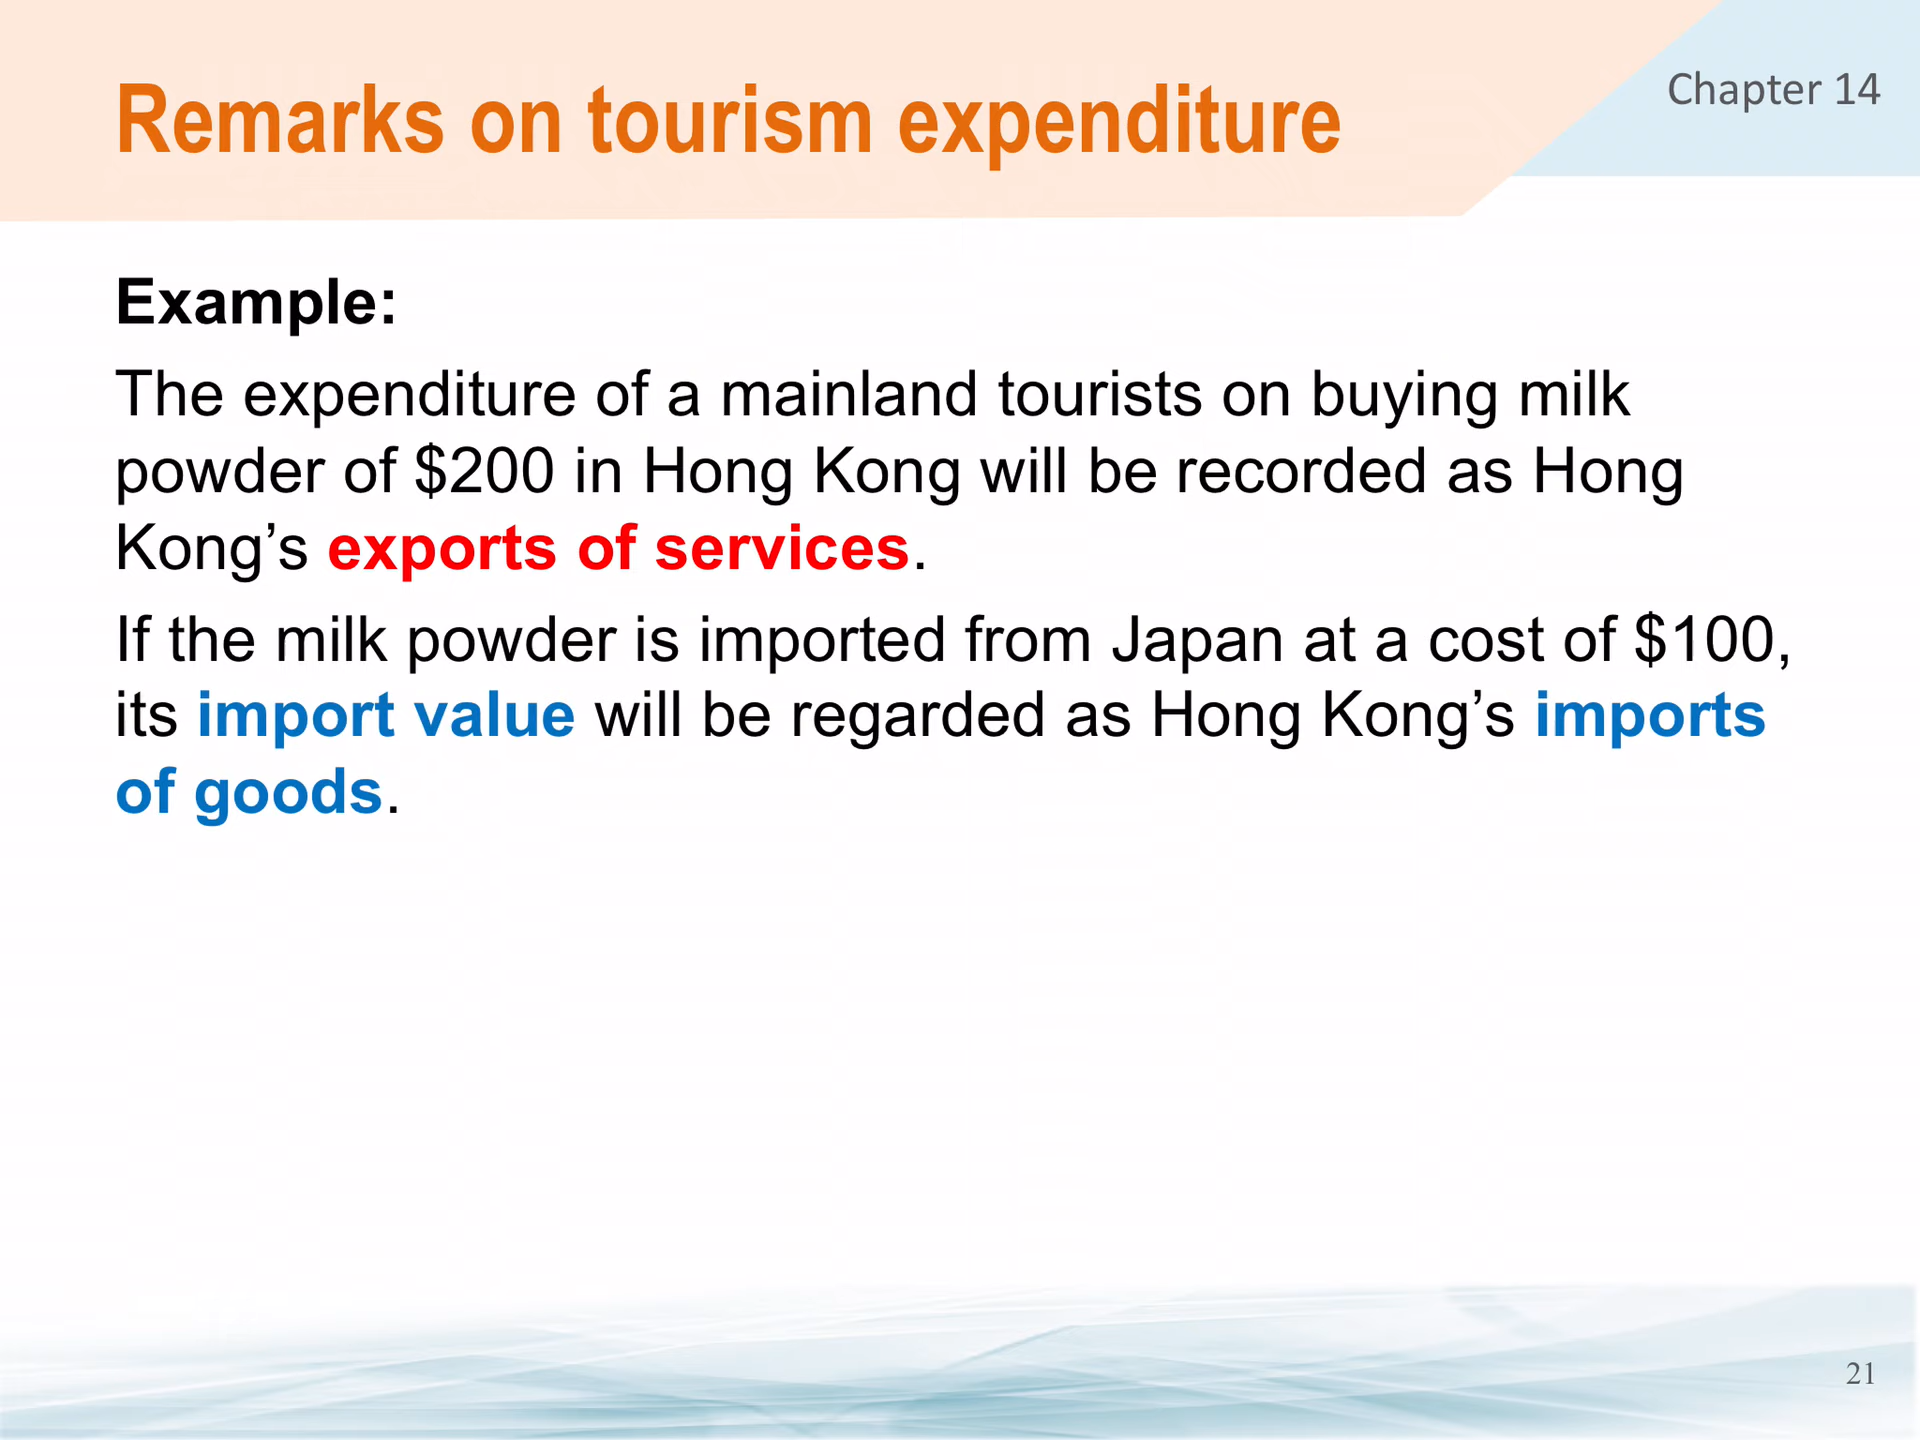 Chapter 14
Remarks on tourism expenditure
Example:
The expenditure of a mainland tourists on buying milk
powder of $200 in Hong Kong will be recorded as Hong
Kong’s exports of services.
If the milk powder is imported from Japan at a cost of $100,
its import value will be regarded as Hong Kong’s imports
of goods.
21